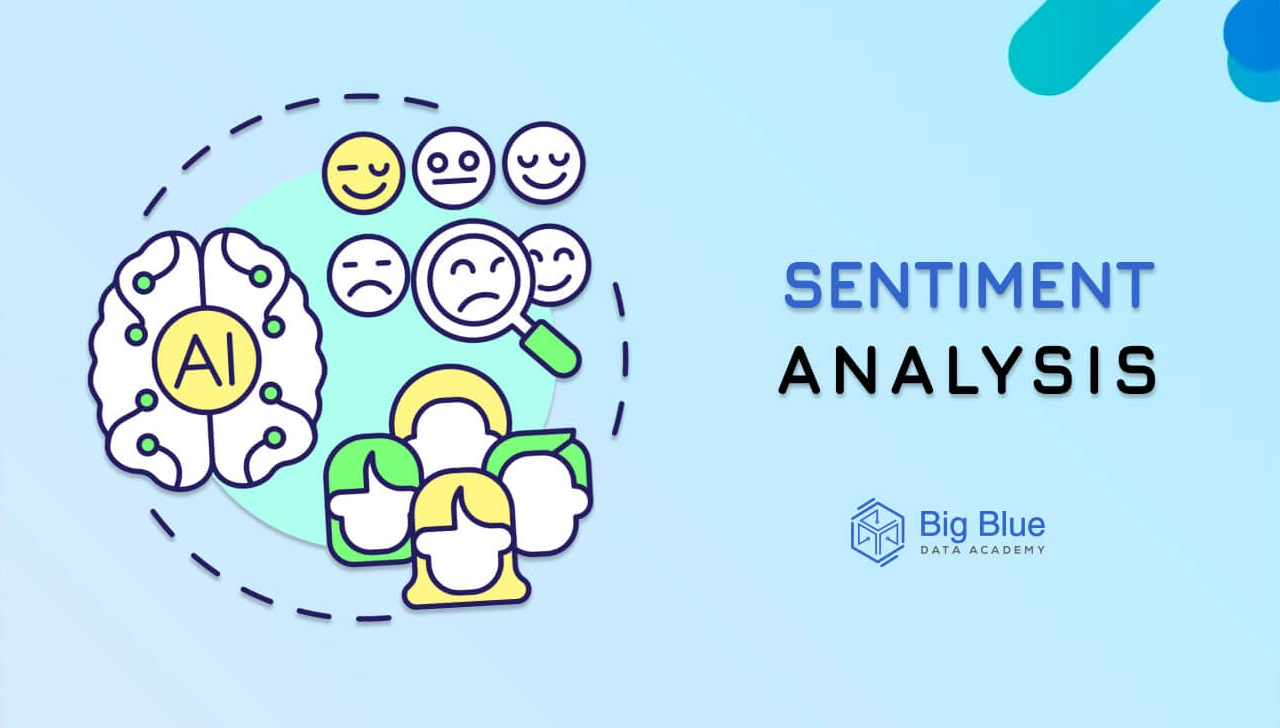 AI
SENTIMENT
ANALYSIS
Big Blue
DATA ACADEMY